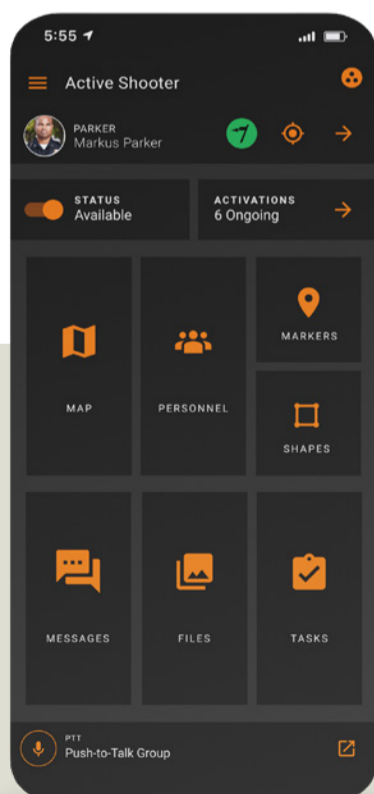 5:55
Active Shooter
PARKER
Markus Parker
STATUS
Available
ACTIVATIONS
6 Ongoing
MAP
PERSONNEL
MARKERS
SHAPES
MESSAGES
FILES
TASKS
PTT
Push-to-Talk Group